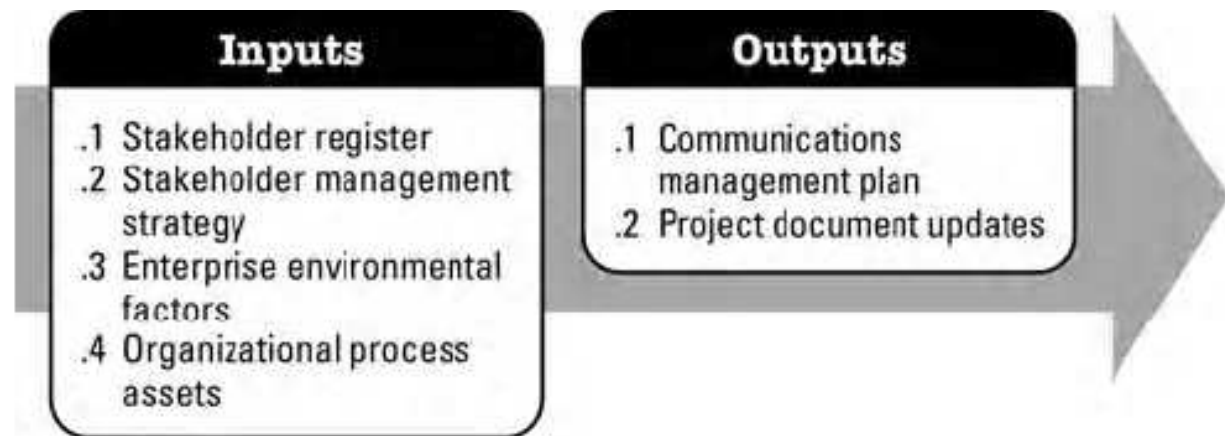 Inputs
.1 Stakeholder register
.2 Stakeholder management
strategy
.3 Enterprise environmental
factors
.4 Organizational process
assets
Outputs
.1 Communications
management plan
.2 Project document updates